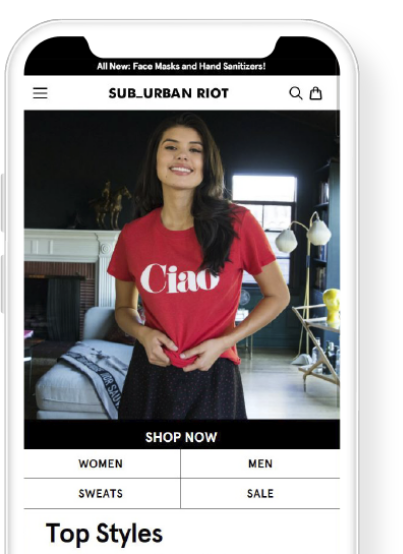 All New: Face Masks and Hand Sanitizers!
SUB_URBAN RIOT
Ciao
SHOP NOW
WOMEN
MEN
SWEATS
SALE
Top Styles